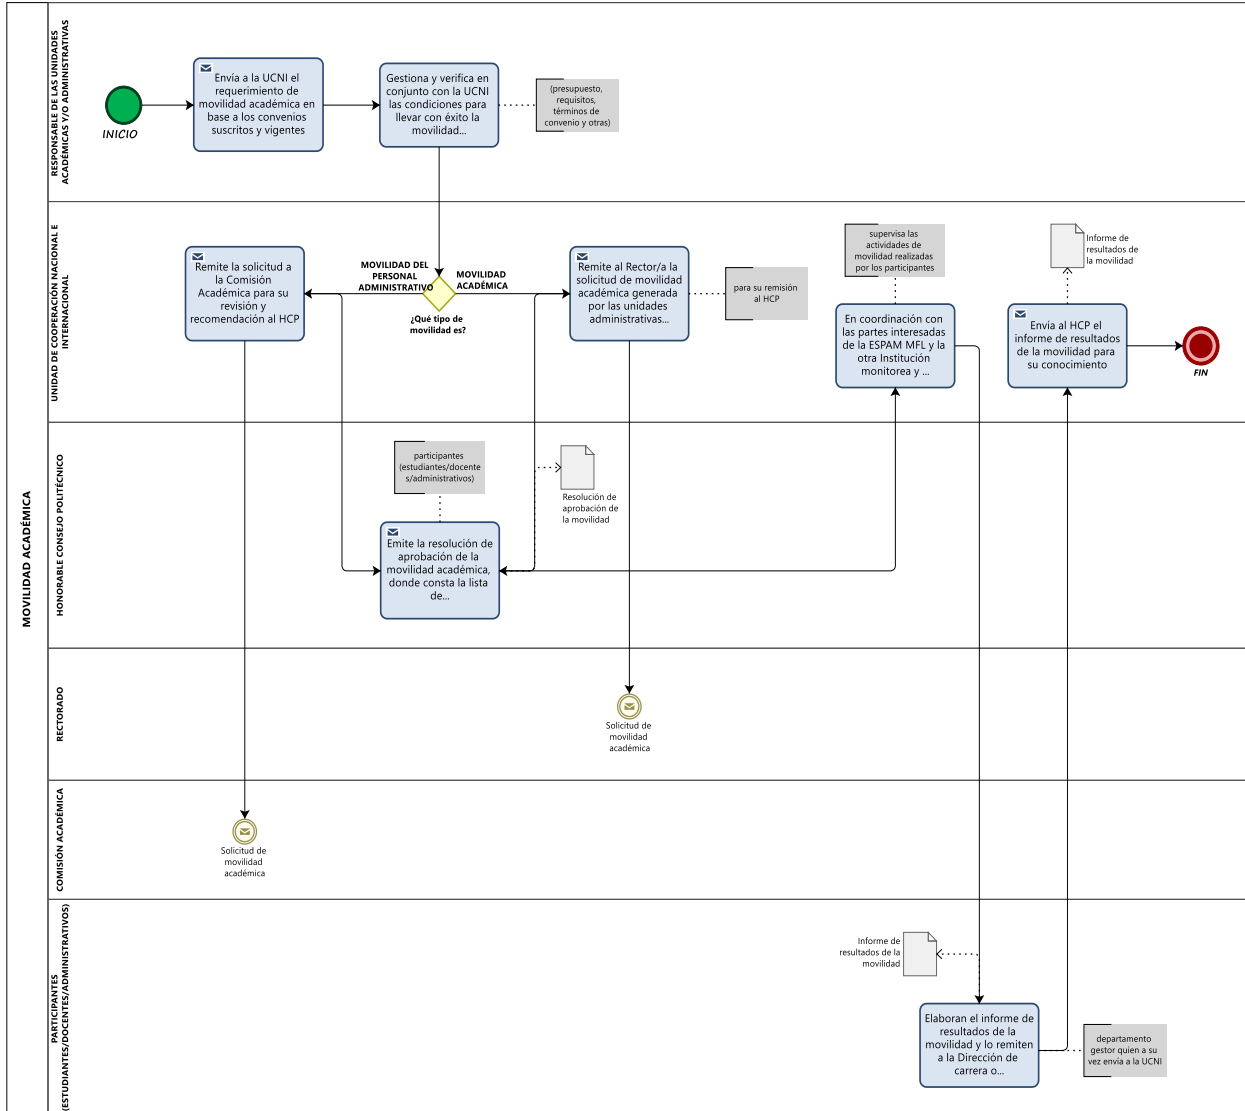 MOVILIDAD ACADÉMICA
RESPONSABLE DE LAS UNIDADES
ACADÉMICAS Y/O ADMINISTRATIVAS
INICIO
Envía a la UCNI el
requerimiento de
movilidad académica en
base a los convenios
suscritos y vigentes
Gestiona y verifica en
conjunto con la UCNI
las condiciones para
llevar con éxito la
movilidad...
(presupuesto,
requisitos,
términos de
convenio y otras)
UNIDAD DE COOPERACIÓN NACIONAL E
INTERNACIONAL
Remite la solicitud a
la Comisión
Académica para su
revisión y
recomendación al HCP
MOVILIDAD DEL
PERSONAL
ADMINISTRATIVO
MOVILIDAD
ACADÉMICA
¿Qué tipo de
movilidad es?
Remite al Rector/a la
solicitud de movilidad
académica generada
por las unidades
administrativas...
para su remisión
al HCP
supervisa las
actividades de
movilidad realizadas
por los participantes
En coordinación con
las partes interesadas
de la ESPAM MFL y la
otra Institución
monitorea y ...
Informe de
resultados de
la movilidad
Envía al HCP el
informe de resultados
de la movilidad para
su conocimiento
FIN
HONORABLE CONSEJO POLITÉCNICO
participantes
(estudiantes/docente
s/administrativos)
Emite la resolución de
aprobación de la
movilidad académica,
donde consta la lista
de...
Resolución de
aprobación de
la movilidad
RECTORADO
Solicitud de
movilidad
académica
COMISIÓN ACADÉMICA
Solicitud de
movilidad
académica
PARTICIPANTES
(ESTUDIANTES/DOCENTES/ADMINISTRATIVOS)
Informe de
resultados de la
movilidad
Elaboran el informe de
resultados de la
movilidad y lo remiten
a la Dirección de
carrera o...
departamento
gestor quien a su
vez envía a la UCNI